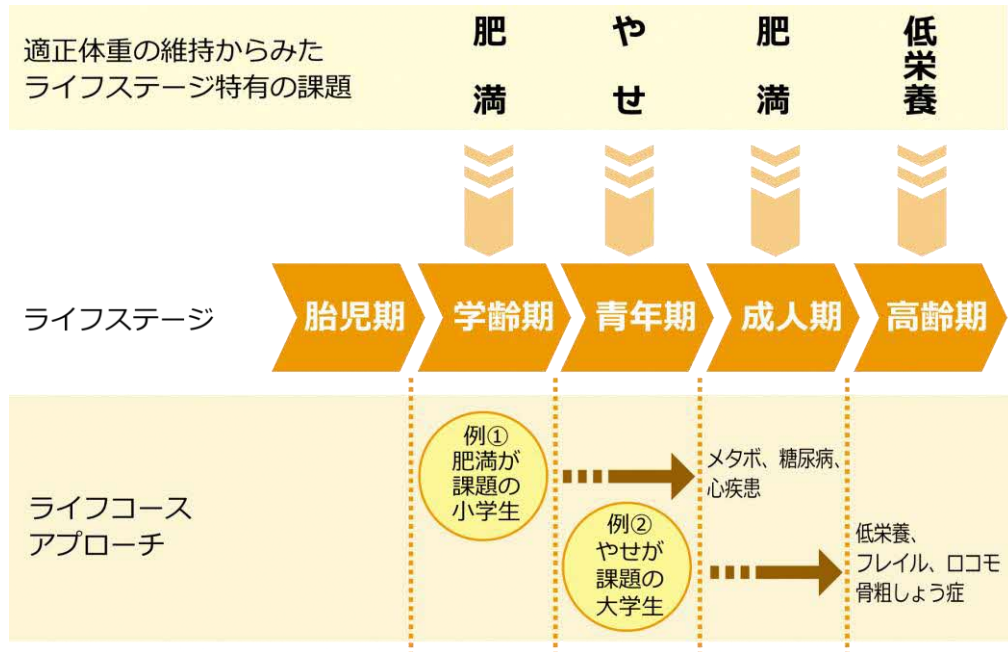 適正体重の維持からみた
ライフステージ特有の課題
肥満
やせ
肥満
低栄養
ライフステージ
胎児期
学齢期
青年期
成人期
高齢期
ライフコース
アプローチ
例①
肥満が
課題の
小学生
メタボ、糖尿病、
心疾患
例②
やせが
課題の
大学生
低栄養、
フレイル、ロコモ
骨粗しょう症